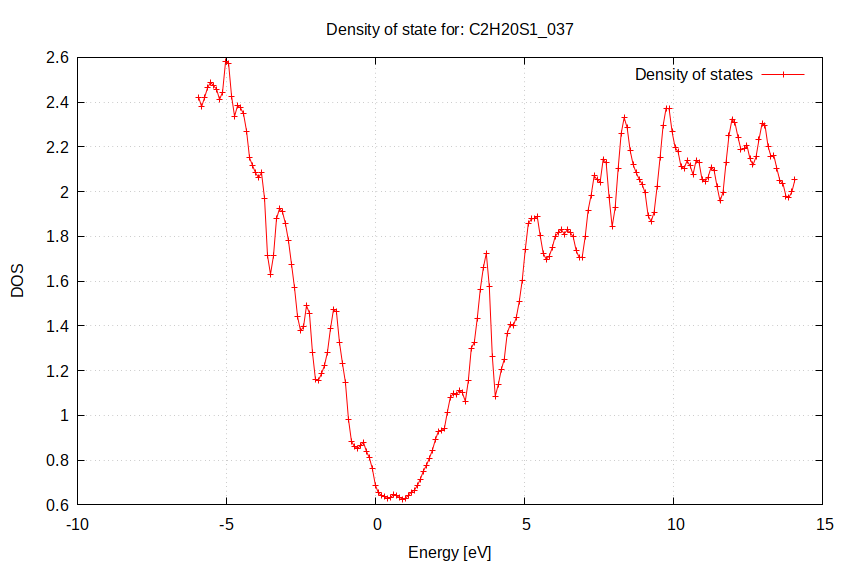 Density of state for: C2H20S1_037
Density of states
DOS
2.6
2.4
2.2
2
1.8
1.6
1.4
1.2
1
0.8
0.6
-10 -5 0 5 10 15
Energy [eV]